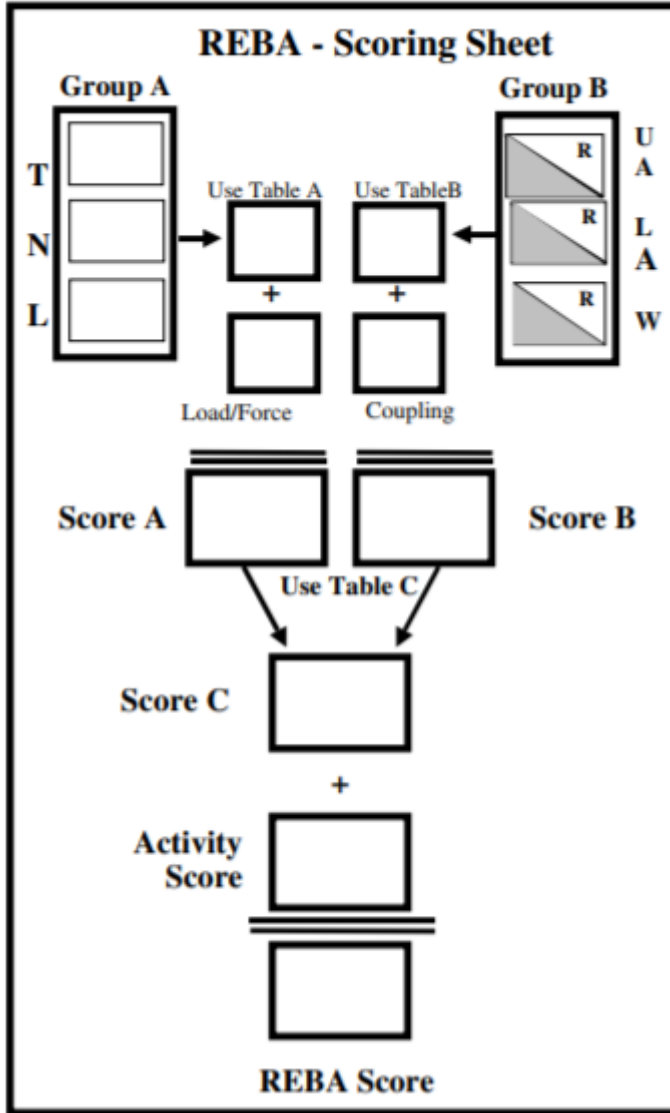 REBA - Scoring Sheet
Group A
Group B
T
N
L
Use Table A
Use TableB
R
U
A
R
L
A
R
W
+
+
Load/Force
Coupling
Score A
Score B
Use Table C
Score C
+
Activity
Score
REBA Score